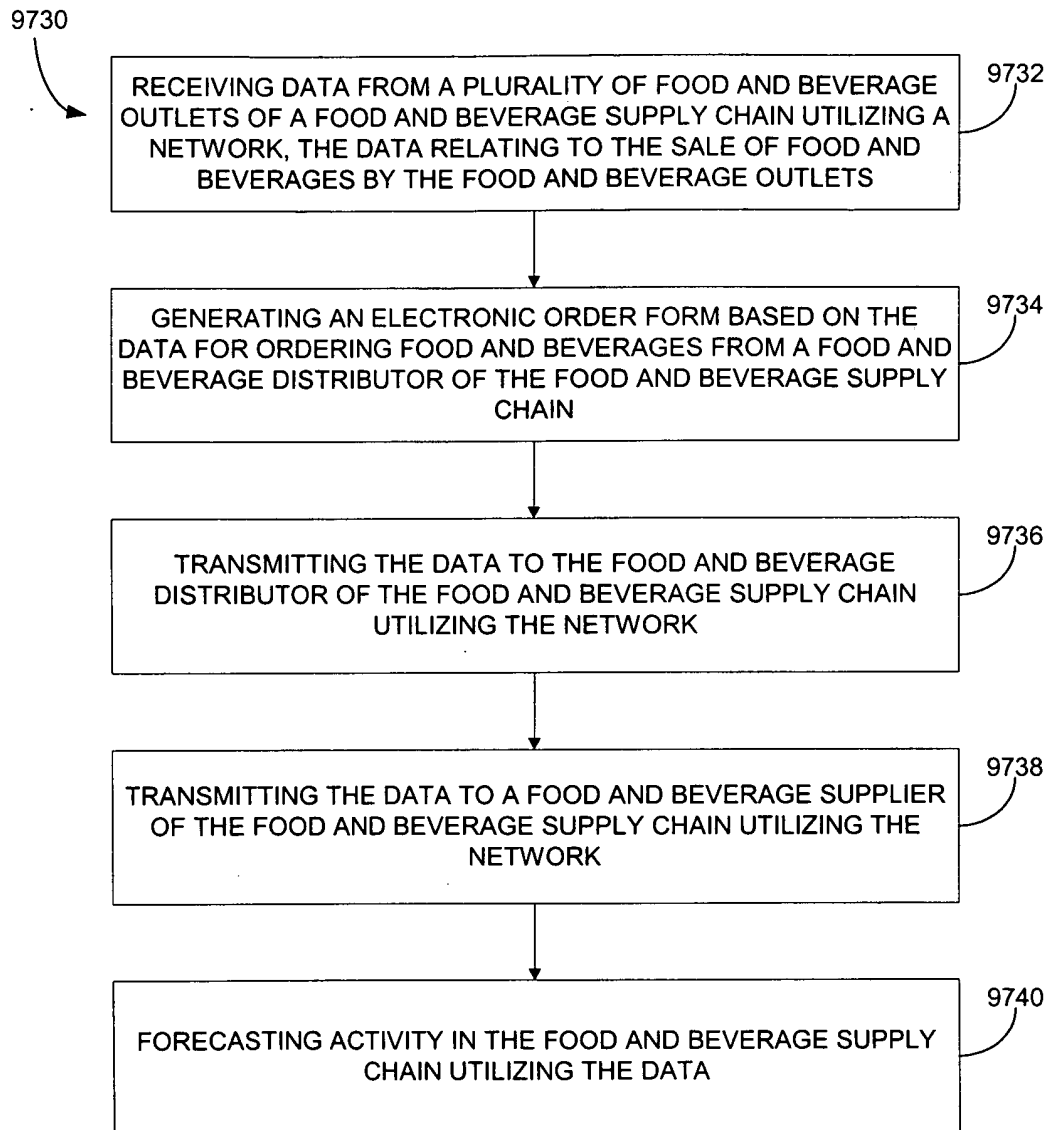 9730
RECEIVING DATA FROM A PLURALITY OF FOOD AND BEVERAGE
OUTLETS OF A FOOD AND BEVERAGE SUPPLY CHAIN UTILIZING A
NETWORK, THE DATA RELATING TO THE SALE OF FOOD AND
BEVERAGES BY THE FOOD AND BEVERAGE OUTLETS
9732
GENERATING AN ELECTRONIC ORDER FORM BASED ON THE
DATA FOR ORDERING FOOD AND BEVERAGES FROM A FOOD AND
BEVERAGE DISTRIBUTOR OF THE FOOD AND BEVERAGE SUPPLY
CHAIN
9734
TRANSMITTING THE DATA TO THE FOOD AND BEVERAGE
DISTRIBUTOR OF THE FOOD AND BEVERAGE SUPPLY CHAIN
UTILIZING THE NETWORK
9736
TRANSMITTING THE DATA TO A FOOD AND BEVERAGE SUPPLIER
OF THE FOOD AND BEVERAGE SUPPLY CHAIN UTILIZING THE
NETWORK
9738
FORECASTING ACTIVITY IN THE FOOD AND BEVERAGE SUPPLY
CHAIN UTILIZING THE DATA
9740